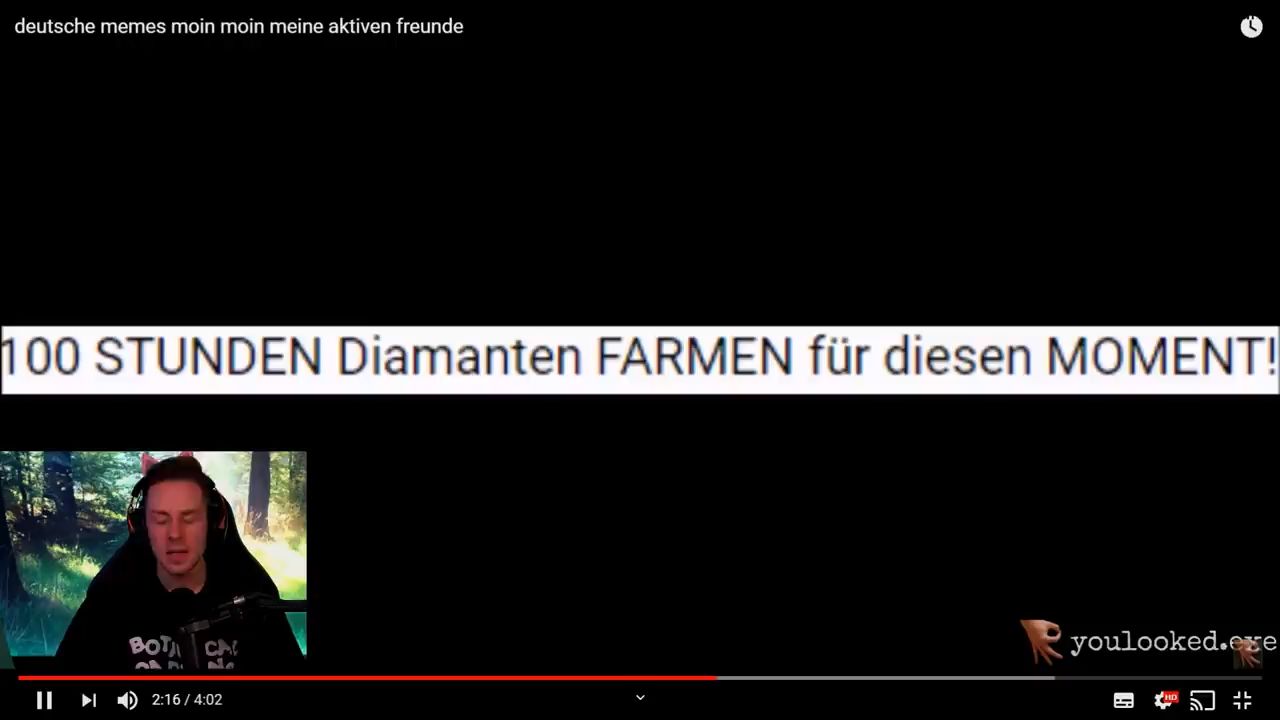 deutsche memes moin moin meine aktiven freunde
100 STUNDEN Diamanten FARMEN für diesen MOMENT!
youlooked.exe
2:16 / 4:02
HD